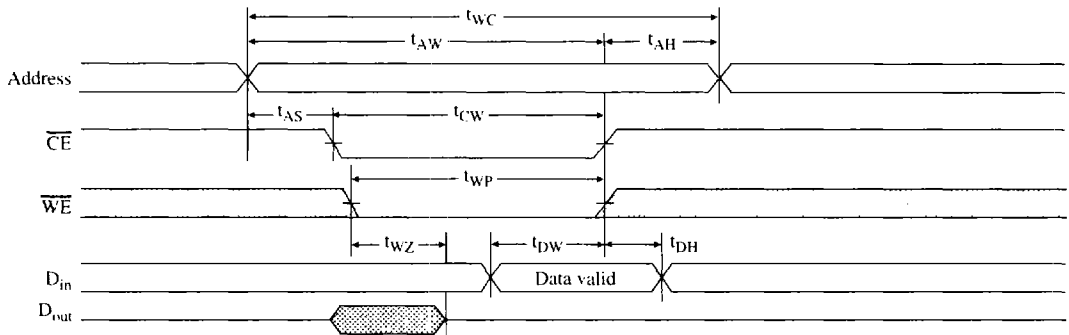 tWC
tAW
tAH
Address
tAS
tCW
CE
tWP
WE
tWZ
tDW
tDH
Din
Data valid
Dout